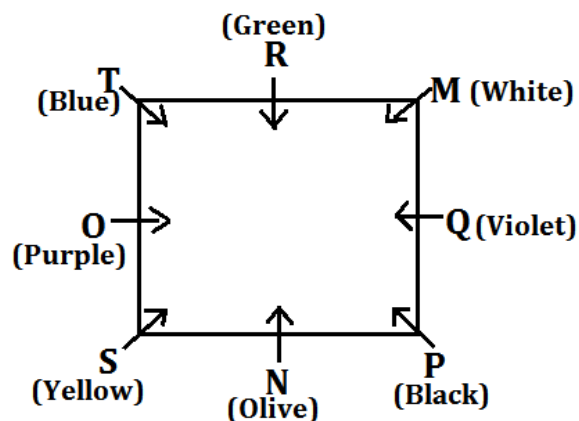 (Green)
R
T
(Blue)
M (White)
O
(Purple)
Q (Violet)
S
(Yellow)
N
(Olive)
P
(Black)